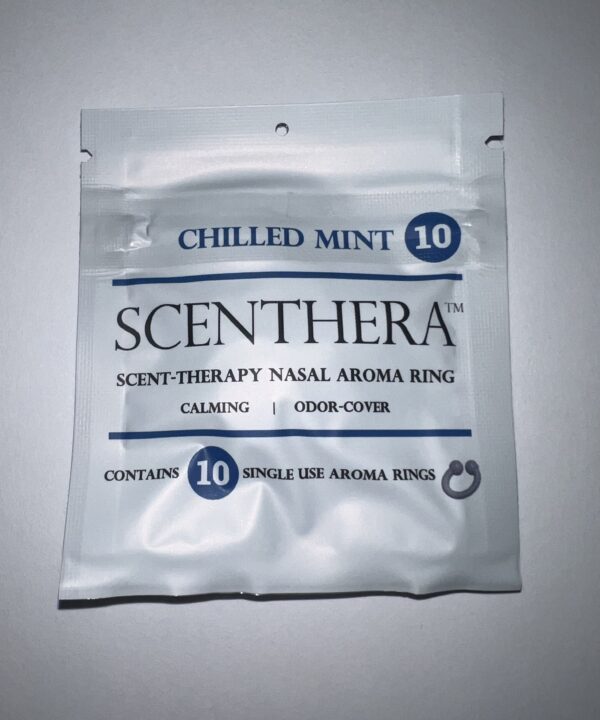 CHILLED MINT 10
SCENTHERA™
SCENT-THERAPY NASAL AROMA RING
CALMING | ODOR-COVER
CONTAINS 10 SINGLE USE AROMA RINGS